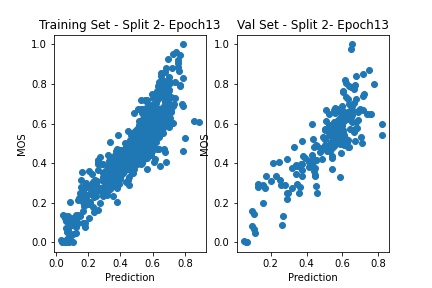 Training Set - Split 2- Epoch13
Val Set - Split 2- Epoch13
1.0
0.8
0.6
0.4
0.2
0.0
MOS
0.0 0.2 0.4 0.6 0.8
Prediction
1.0
0.8
0.6
0.4
0.2
0.0
MOS
0.2 0.4 0.6 0.8
Prediction